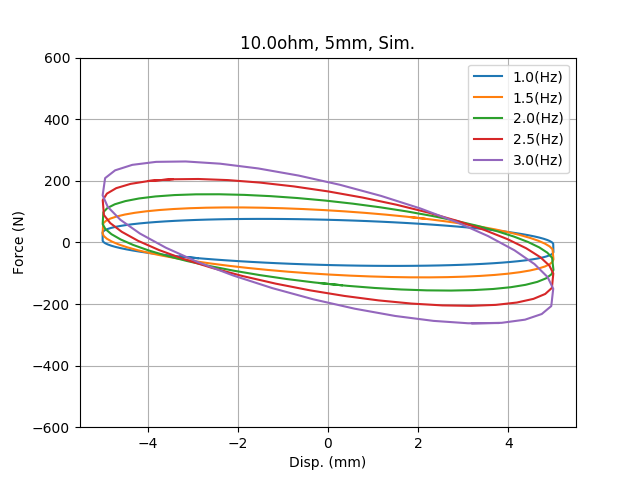 10.0ohm, 5mm, Sim.
600
400
200
0
−200
−400
−600
Force (N)
1.0(Hz)
1.5(Hz)
2.0(Hz)
2.5(Hz)
3.0(Hz)
−4
−2
0
2
4
Disp. (mm)